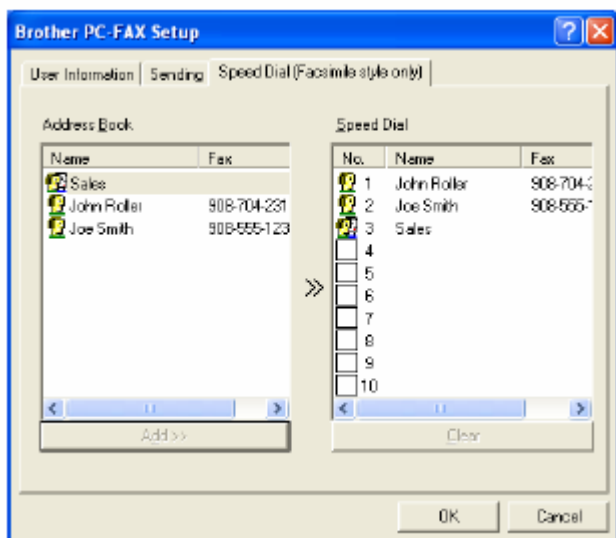 Brother PC-FAX Setup
User Information Sending Speed Dial (Facsimile style only)
Address Book
Name Fax
Sales
John Roller 908-704-231
Joe Smith 908-555-123
Speed Dial
No. Name Fax
1 John Roller 908-704-2
2 Joe Smith 908-555-1
3 Sales
4
5
6
7
8
9
10
Add >>
Clear
OK Cancel